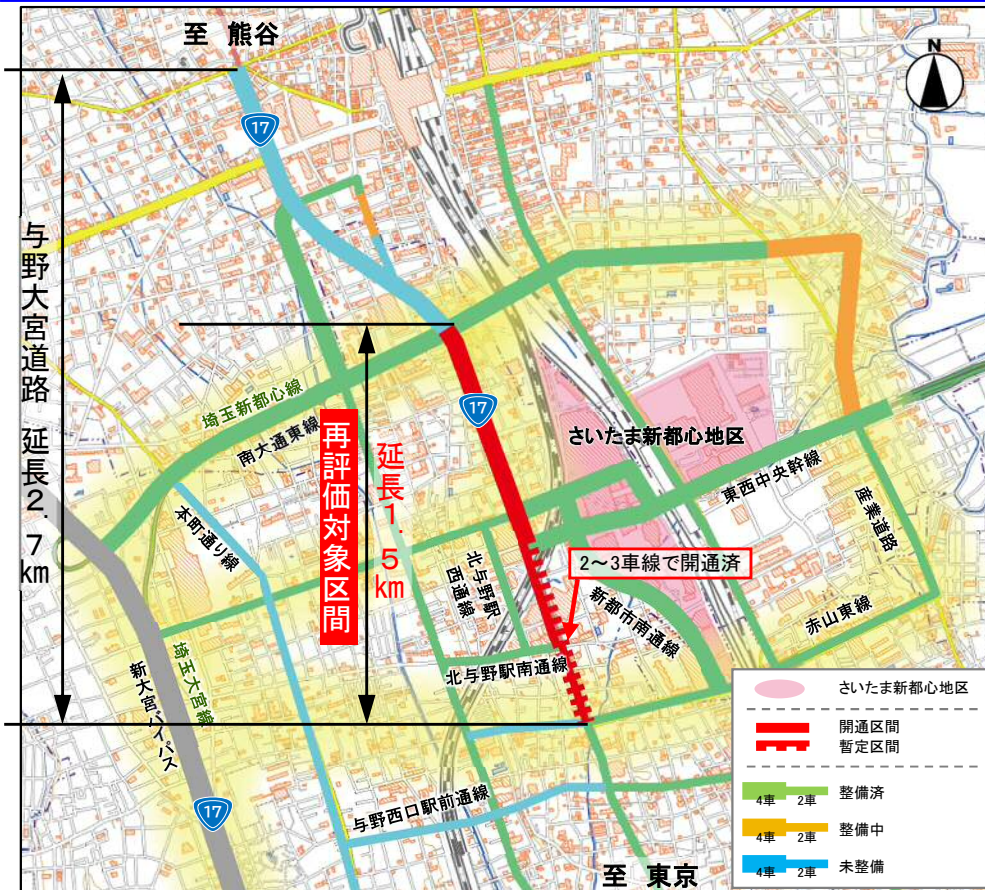 至 熊谷
N
17
与野大宮道路 延長2.7km
埼玉新都心線
南大通東線
再評価対象区間
延長1.5km
17
さいたま新都心地区
東西中央幹線
産業道路
本町通り線
北与野駅
西通線
2~3車線で開通済
新都市南通線
赤山東線
北与野駅南通線
新大宮バイパス
埼玉大宮線
17
与野西口駅前通線
至 東京
さいたま新都心地区
開通区間
暫定区間
4車 2車 整備済
4車 2車 整備中
4車 2車 未整備